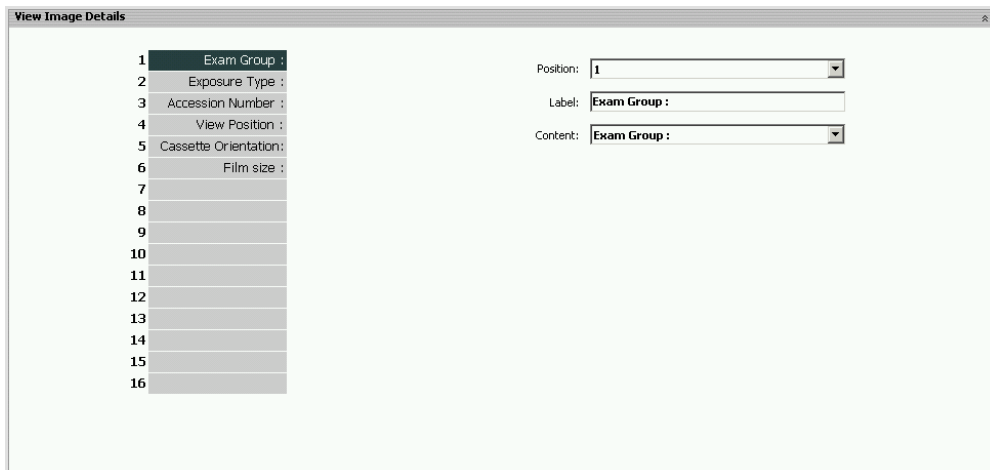 View Image Details
1 Exam Group :
2 Exposure Type :
3 Accession Number :
4 View Position :
5 Cassette Orientation:
6 Film size :
7
8
9
10
11
12
13
14
15
16
Position: 1
Label: Exam Group :
Content: Exam Group :